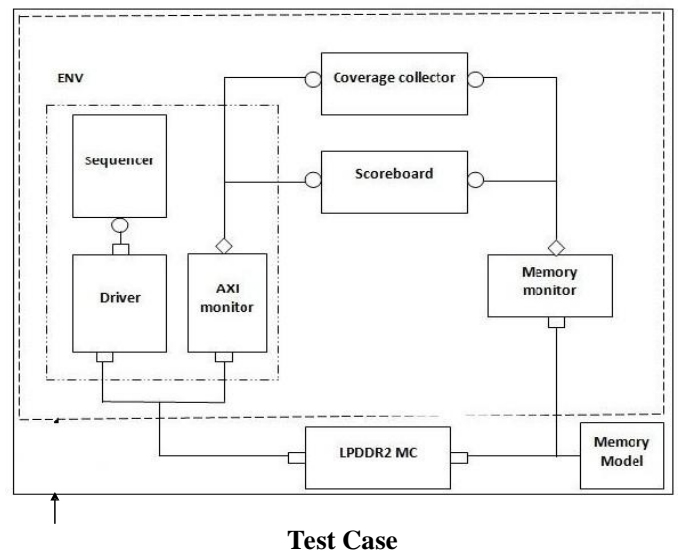 ENV
Coverage collector
Sequencer
Scoreboard
Driver
AXI
monitor
Memory
monitor
LPDDR2 MC
Memory
Model
Test Case